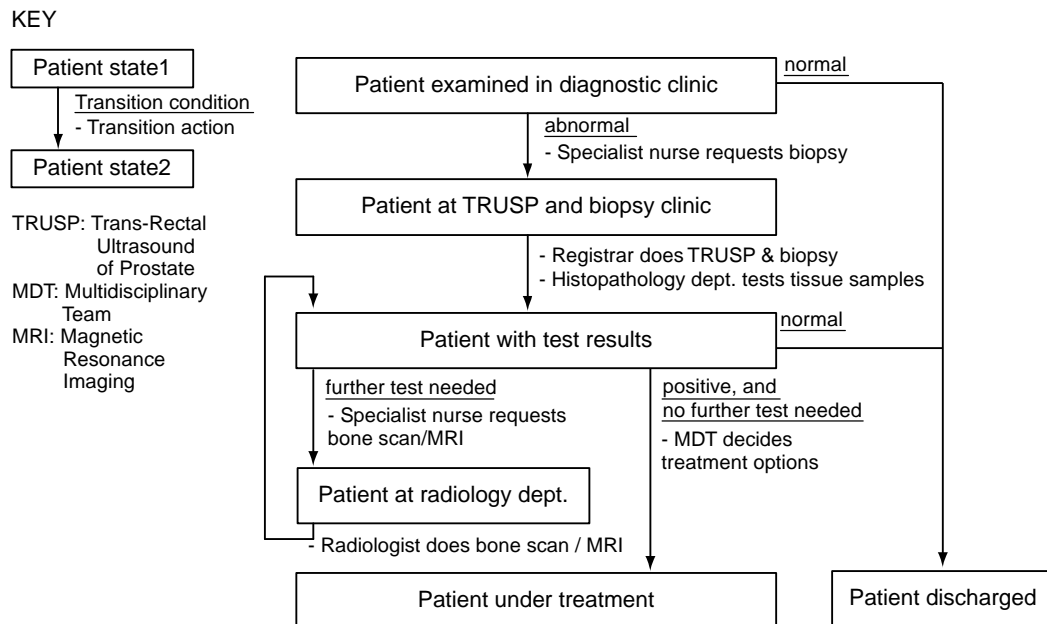 KEY
Patient state1
Transition condition
- Transition action
Patient state2
TRUSP: Trans-Rectal
Ultrasound
of Prostate
MDT: Multidisciplinary
Team
MRI: Magnetic
Resonance
Imaging
Patient examined in diagnostic clinic
normal
abnormal
- Specialist nurse requests biopsy
Patient at TRUSP and biopsy clinic
- Registrar does TRUSP & biopsy
- Histopathology dept. tests tissue samples
Patient with test results
normal
further test needed
- Specialist nurse requests
bone scan/MRI
positive, and
no further test needed
- MDT decides
treatment options
Patient at radiology dept.
- Radiologist does bone scan / MRI
Patient under treatment
Patient discharged